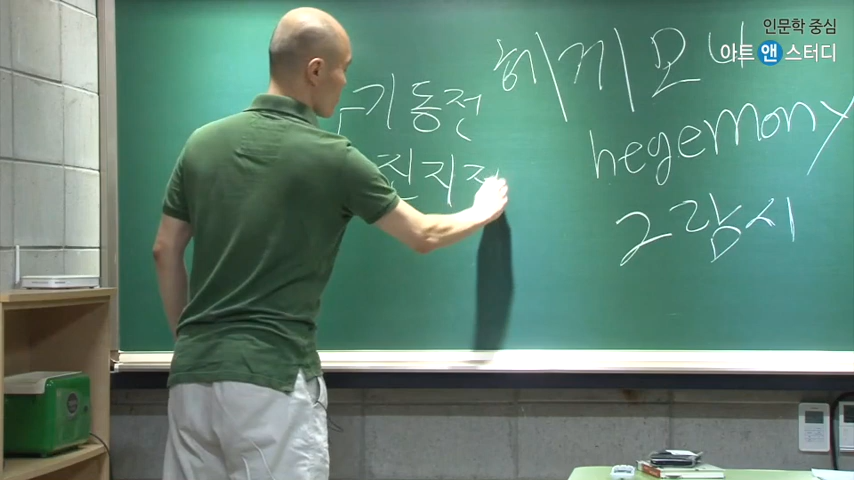 인문학 중심
아트앤스터디
헤게모니
hegemony
그람시
기동전
진지